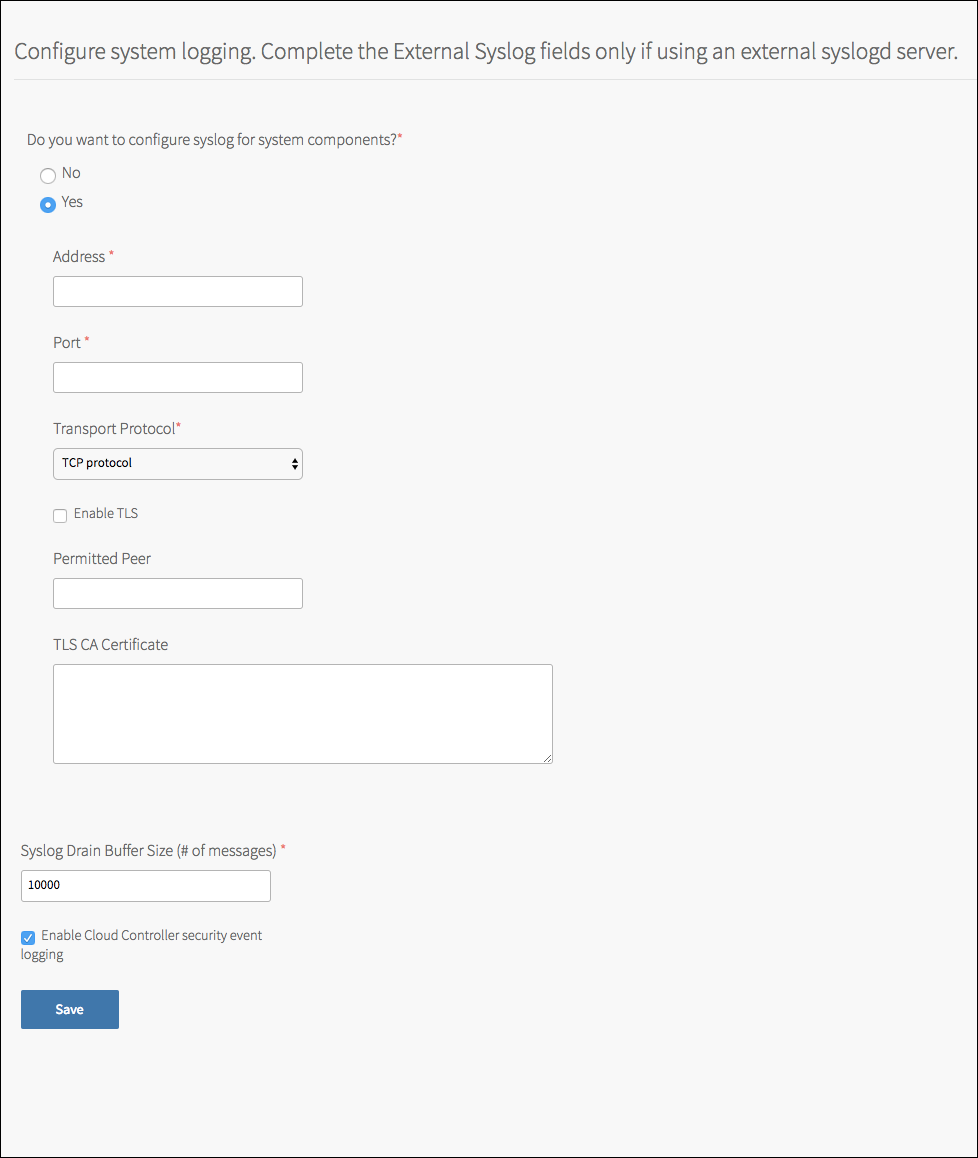 Configure system logging. Complete the External Syslog fields only if using an external syslogd server.
Do you want to configure syslog for system components?*
No
Yes
Address *
Port *
Transport Protocol*
TCP protocol
Enable TLS
Permitted Peer
TLS CA Certificate
Syslog Drain Buffer Size (# of messages) *
10000
Enable Cloud Controller security event
logging
Save